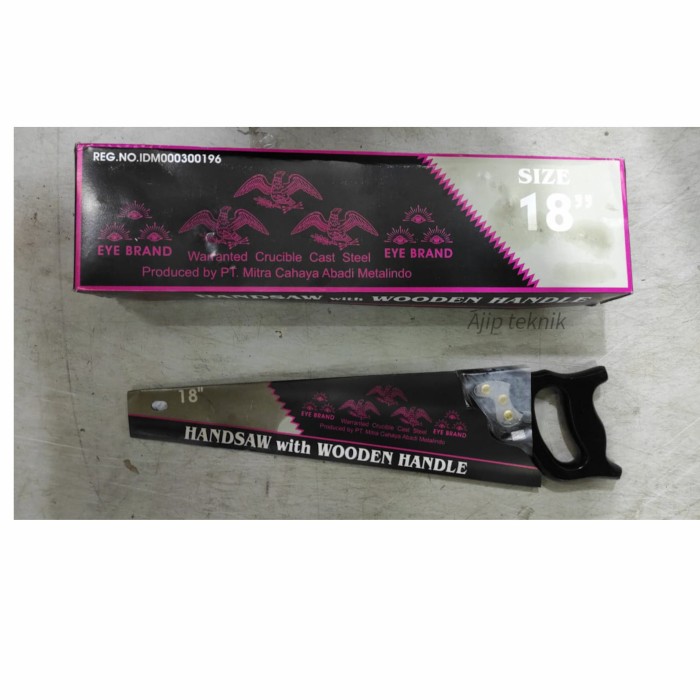 REG.NO.IDM000300196
SIZE
18"
EYE BRAND
EYE BRAND
Warranted Crucible Cast Steel
Produced by PT. Mitra Cahaya Abadi Metalindo
HANDSAW with WOODEN HANDLE
Ajip teknik
18"
EYE BRAND
Warranted Crucible Cast Steel
EYE BRAND
Produced by PT. Mitra Cahaya Abadi Metalindo
HANDSAW with WOODEN HANDLE